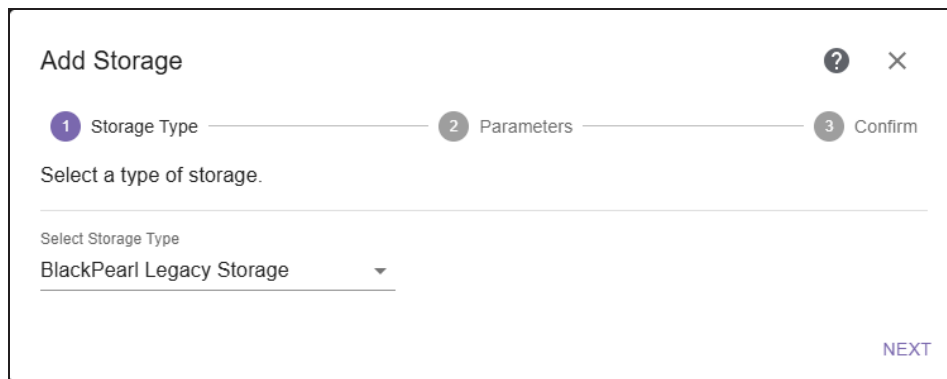 Add Storage
?
1 Storage Type 2 Parameters 3 Confirm
Select a type of storage.
Select Storage Type
BlackPearl Legacy Storage
NEXT